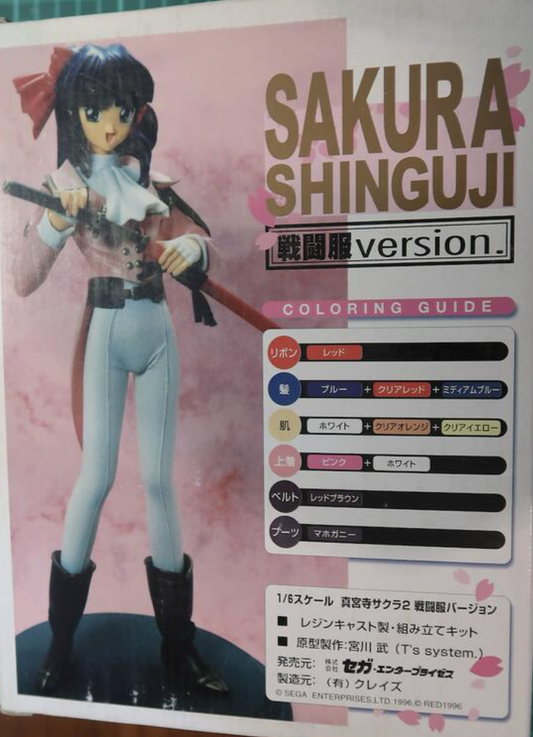 SAKURA
SHINGUJI
戦闘服version.
COLORING GUIDE
リボン レッド
髪 ブルー + クリアレッド + ミディアムブルー
肌 ホワイト + クリアオレンジ + クリアイエロー
上着 ピンク + ホワイト
ベルト レッドブラウン
ブーツ マホガニー
1/6スケール 真宮寺サクラ2 戦闘服バージョン
■ レジンキャスト製・組み立てキット
■ 原型製作:宮川 武 (T's system.)
発売元: 株式会社 セガ・エンタープライゼス
製造元: (有) クレイズ
© SEGA ENTERPRISES,LTD.1996,© RED1996